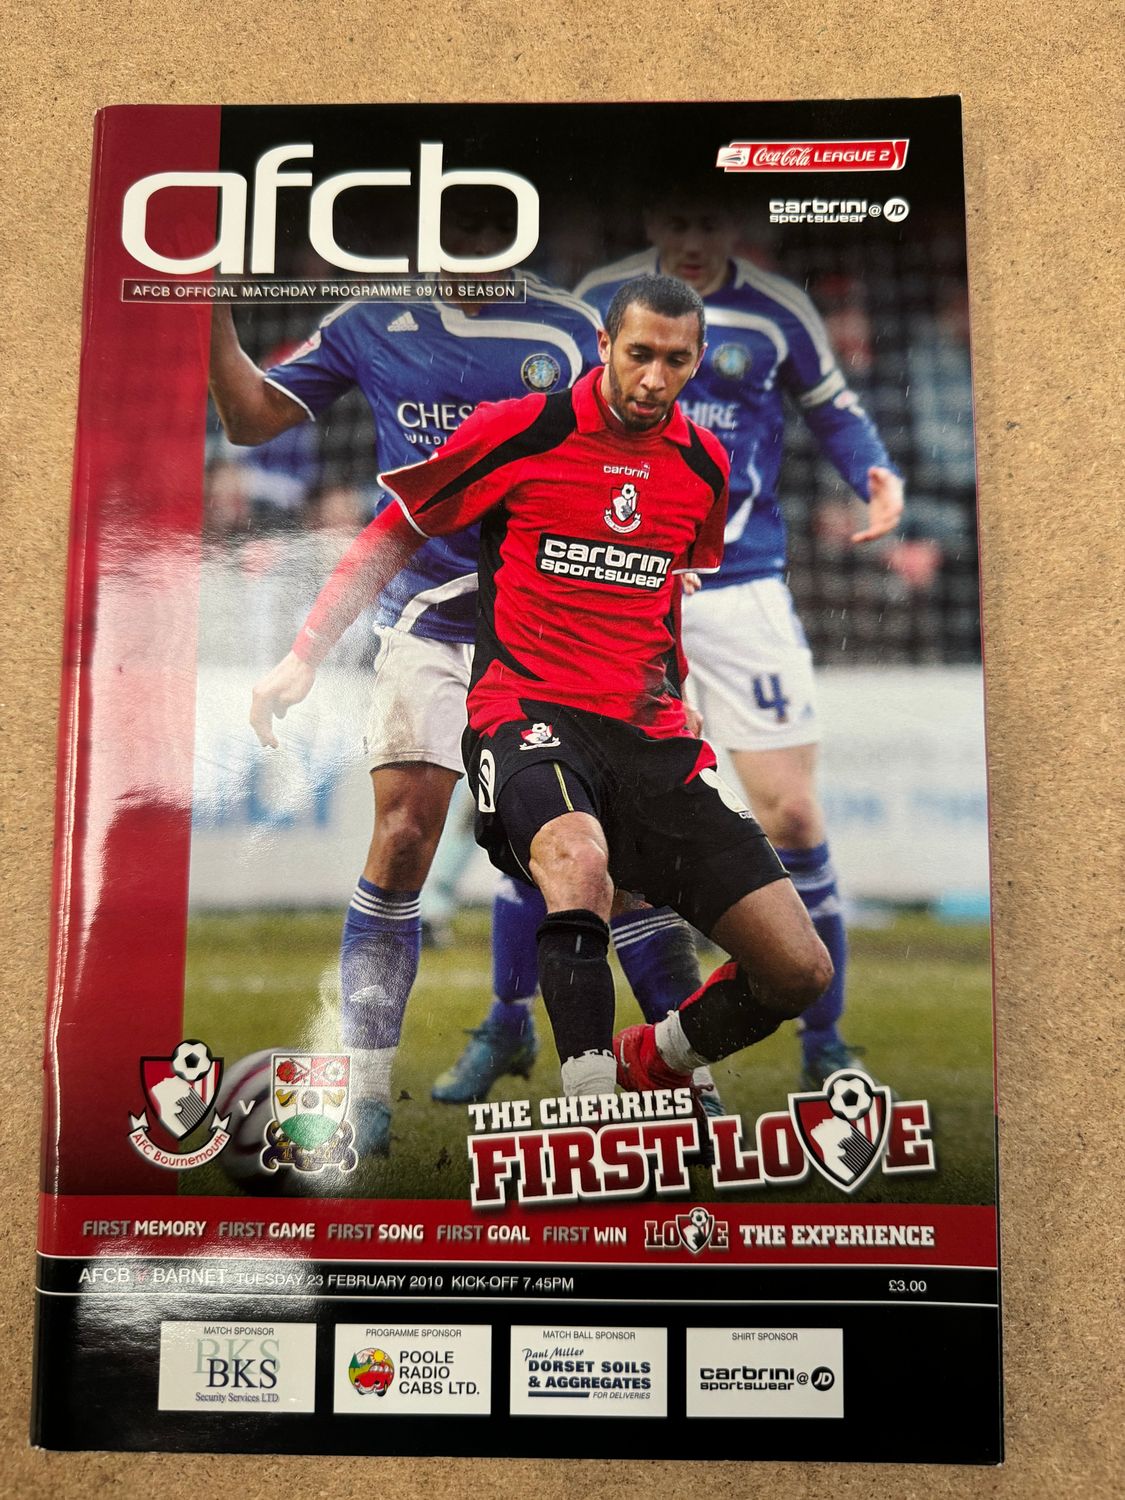 afcb
AFCB OFFICIAL MATCHDAY PROGRAMME 09/10 SEASON
Coca-Cola LEAGUE 2
carbrini
sportswear@JD
CHES
UILDI
HIRE
carbrini
carbrini
sportswear
4
AFC Bournemouth
v
THE CHERRIES
FIRST LOVE
FIRST MEMORY FIRST GAME FIRST SONG FIRST GOAL FIRST WIN LOVE THE EXPERIENCE
AFCB V BARNET TUESDAY 23 FEBRUARY 2010 KICK-OFF 7.45PM
£3.00
MATCH SPONSOR
BKS
BKS
Security Services LTD
PROGRAMME SPONSOR
POOLE
RADIO
CABS LTD.
MATCH BALL SPONSOR
Paul Miller
DORSET SOILS
& AGGREGATES
FOR DELIVERIES
SHIRT SPONSOR
carbrini
sportswear@JD